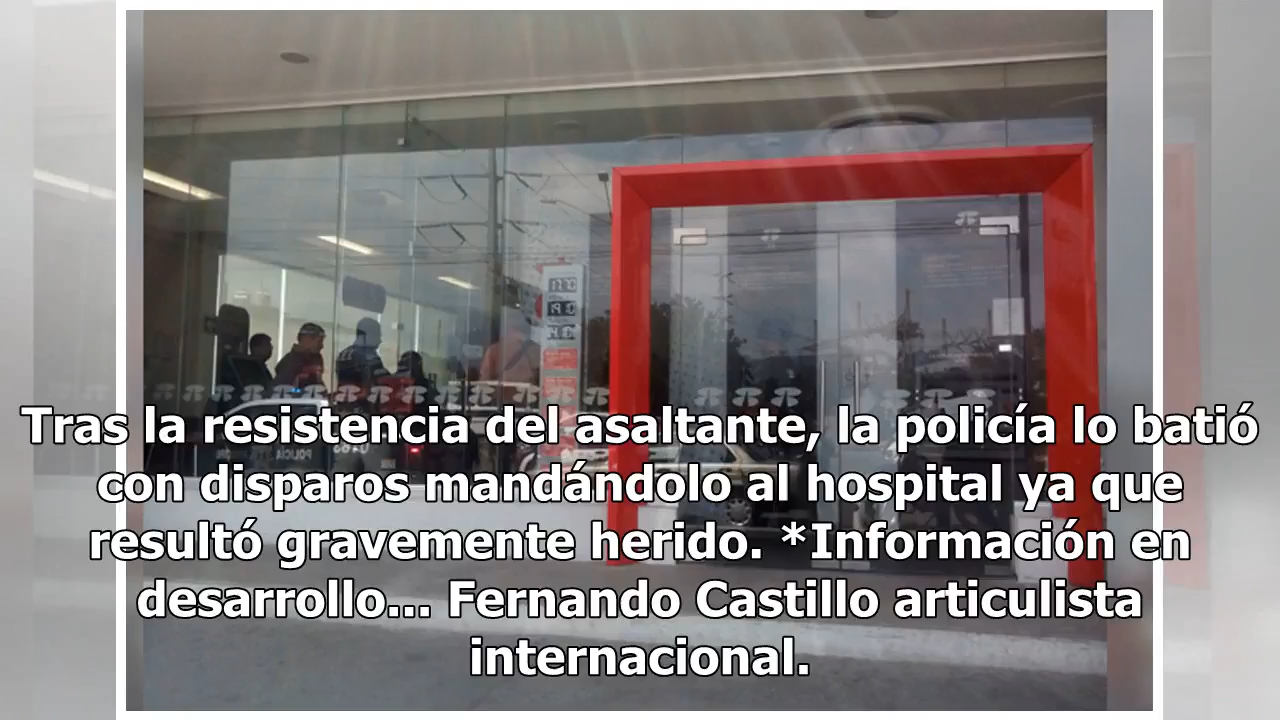 Tras la resistencia del asaltante, la policía lo batió
con disparos mandándolo al hospital ya que
resultó gravemente herido. *Información en
desarrollo... Fernando Castillo articulista
internacional.